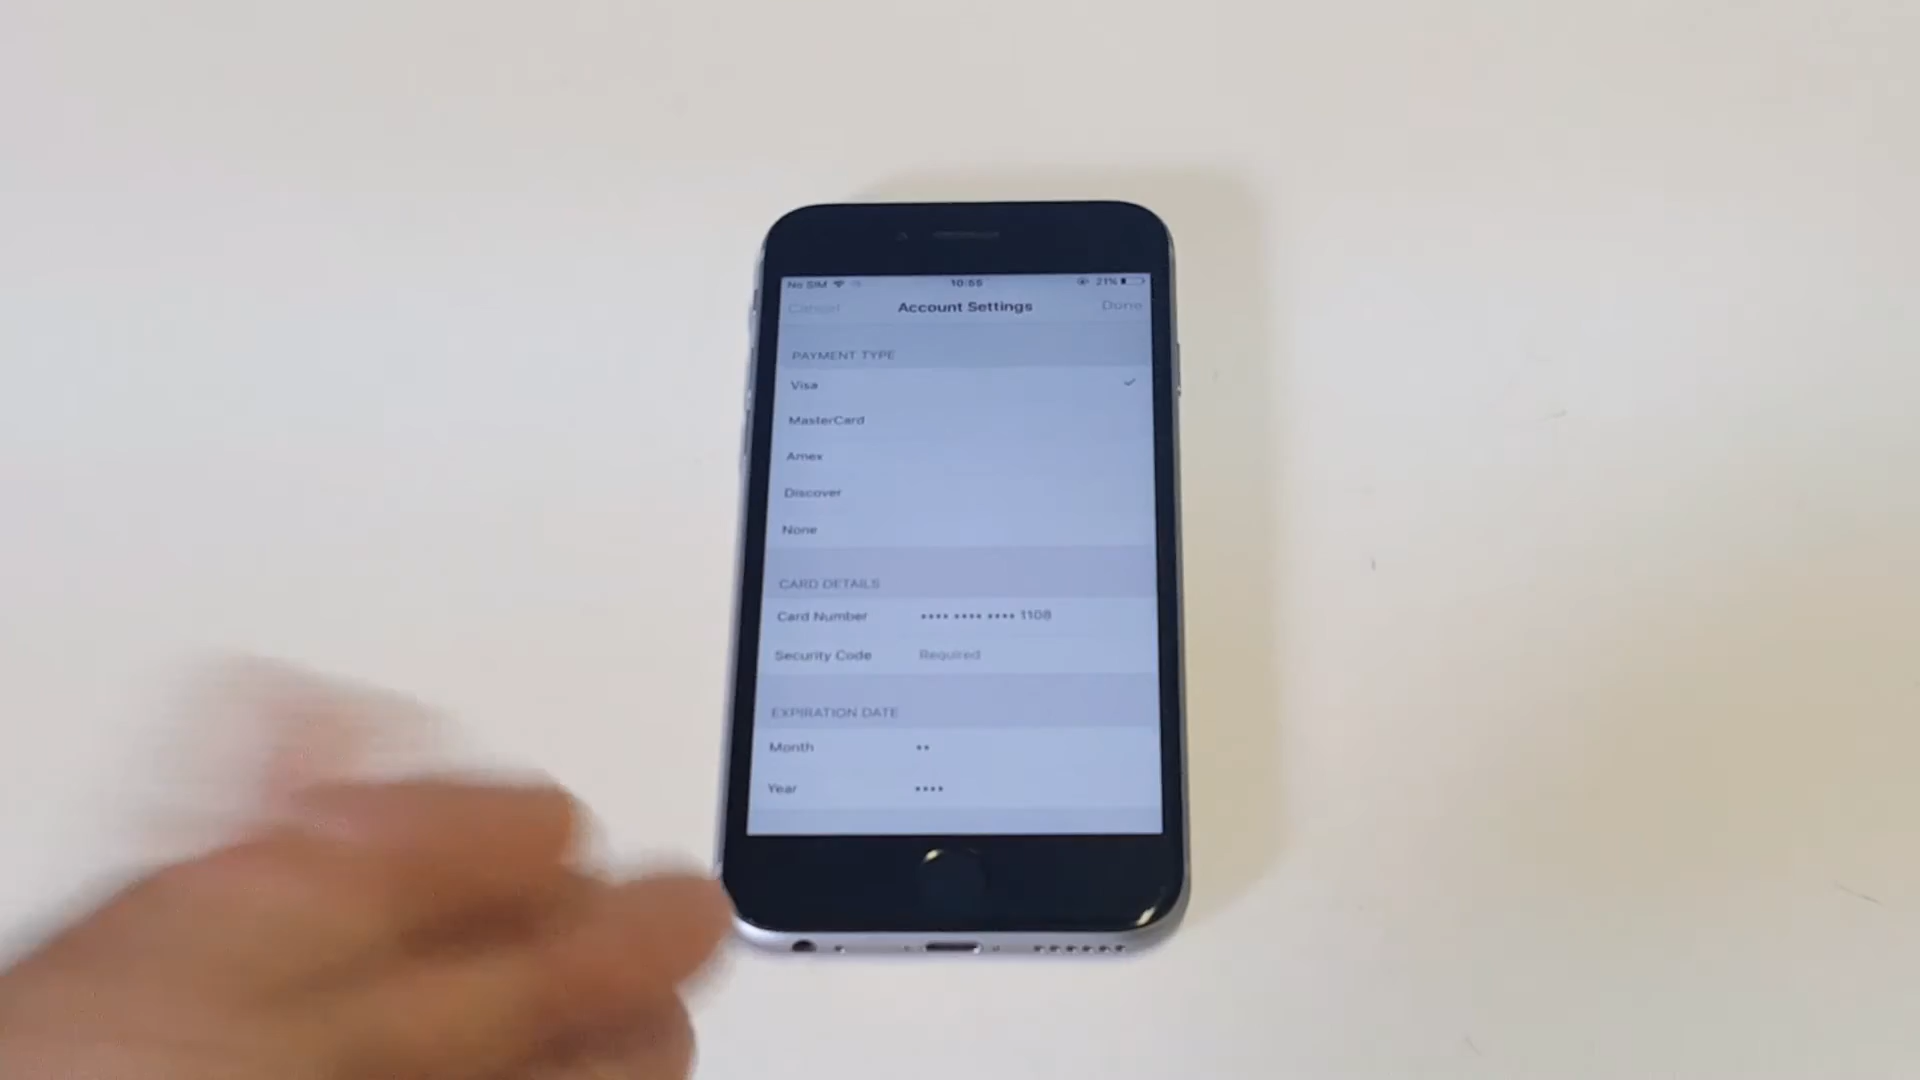 No SIM 10:55 21%
Cancel Account Settings Done
PAYMENT TYPE
Visa
MasterCard
Amex
Discover
None
CARD DETAILS
Card Number •••• •••• •••• 1108
Security Code Required
EXPIRATION DATE
Month ••
Year ••••